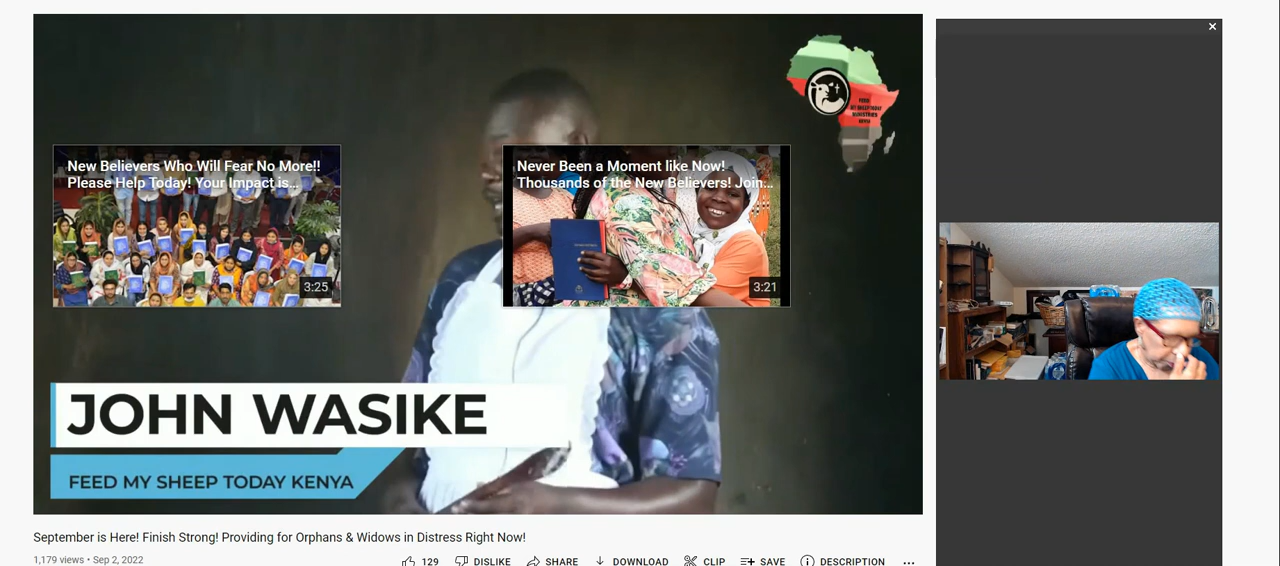 New Believers Who Will Fear No More!!
Please Help Today! Your Impact is...
3:25
Never Been a Moment like Now!
Thousands of the New Believers! Join...
3:21
JOHN WASIKE
FEED MY SHEEP TODAY KENYA
September is Here! Finish Strong! Providing for Orphans & Widows in Distress Right Now!
1,179 views • Sep 2, 2022
129
DISLIKE
SHARE
DOWNLOAD
CLIP
SAVE
DESCRIPTION
...